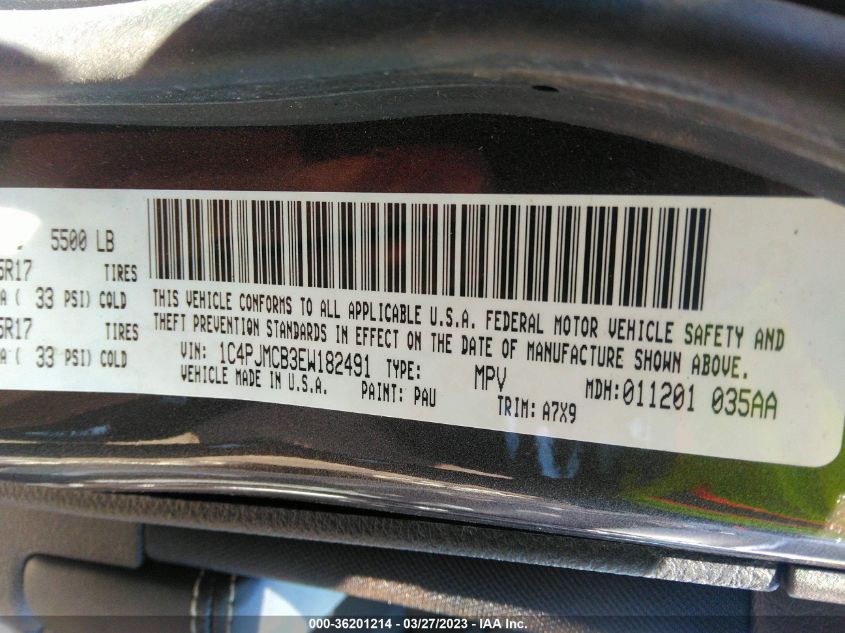 5500 LB
5R17 TIRES
A ( 33 PSI) COLD
5R17 TIRES
A ( 33 PSI) COLD
THIS VEHICLE CONFORMS TO ALL APPLICABLE U.S.A. FEDERAL MOTOR VEHICLE SAFETY AND
THEFT PREVENTION STANDARDS IN EFFECT ON THE DATE OF MANUFACTURE SHOWN ABOVE.
VIN: 1C4PJMCB3EW182491 TYPE: MPV MDH:011201 035AA
VEHICLE MADE IN U.S.A. PAINT: PAU TRIM: A7X9
000-36201214 - 03/27/2023 - IAA Inc.